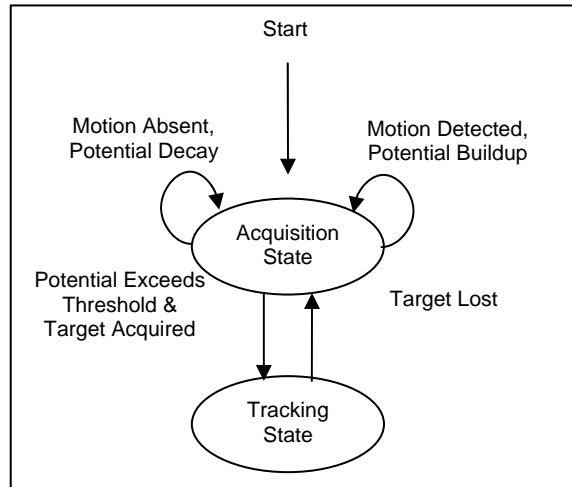 Start
Motion Absent,
Potential Decay
Motion Detected,
Potential Buildup
Acquisition
State
Potential Exceeds
Threshold &
Target Acquired
Target Lost
Tracking
State